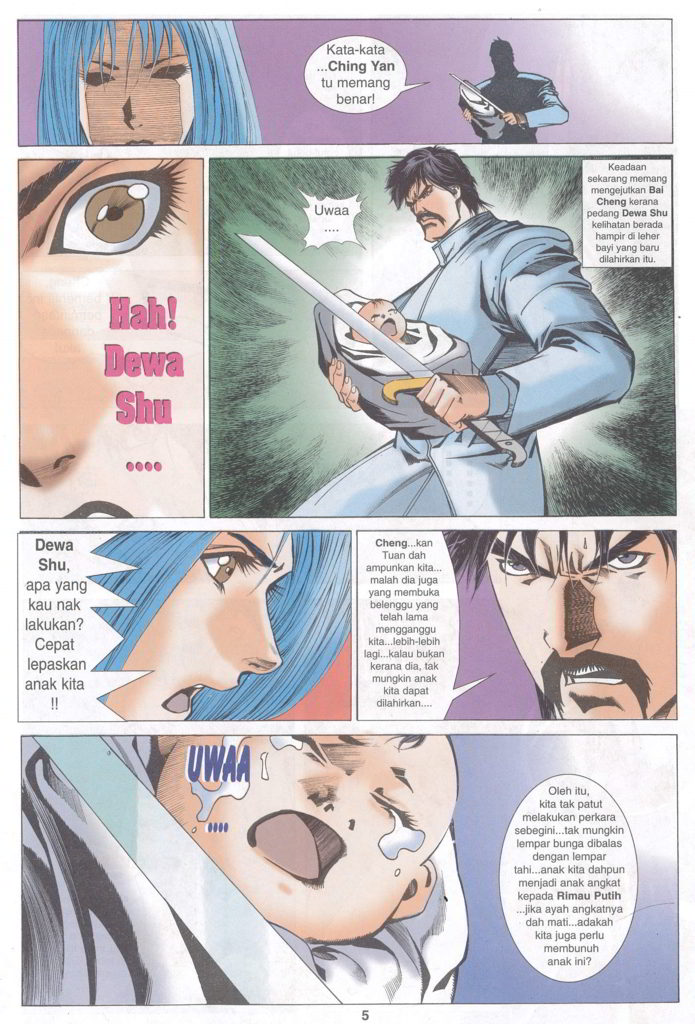 Kata-kata
...Ching Yan
tu memang
benar!
Hah!
Dewa
Shu
....
Uwaa
....
Keadaan
sekarang memang
mengejutkan Bai
Cheng kerana
pedang Dewa Shu
kelihatan berada
hampir di leher
bayi yang baru
dilahirkan itu.
Dewa
Shu,
apa yang
kau nak
lakukan?
Cepat
lepaskan
anak kita
!!
Cheng...kan
Tuan dah
ampunkan kita...
malah dia juga
yang membuka
belenggu yang
telah lama
mengganggu
kita...lebih-lebih
lagi...kalau bukan
kerana dia, tak
mungkin anak
kita dapat
dilahirkan....
UWAA
....
Oleh itu,
kita tak patut
melakukan perkara
sebegini...tak mungkin
lempar bunga dibalas
dengan lempar
tahi...anak kita dahpun
menjadi anak angkat
kepada Rimau Putih
...jika ayah angkatnya
dah mati...adakah
kita juga perlu
membunuh
anak ini?
5